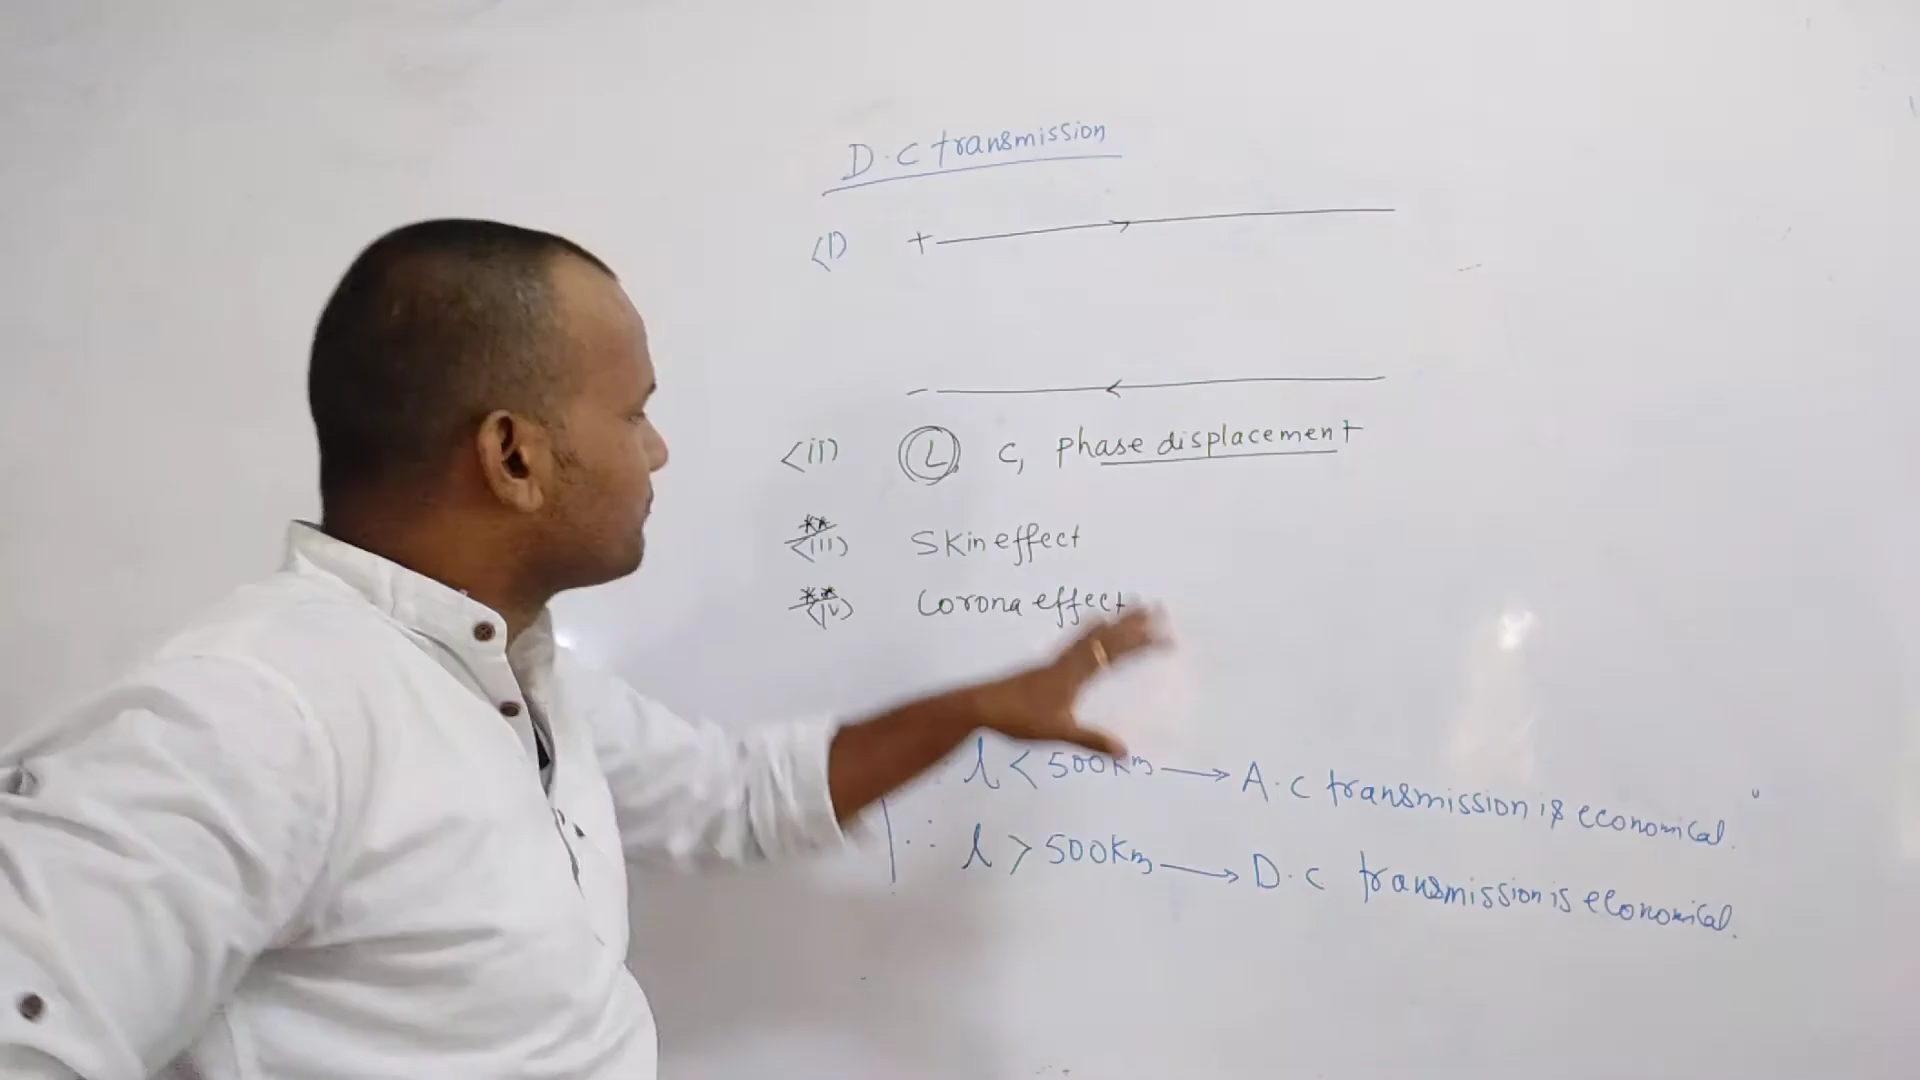 D.C transmission
<I> +
-
<ii> L C, phase displacement
** <iii> Skin effect
** <iv> Corona effect
l < 500Km → A.C transmission is economical.
∴ l > 500Km → D.C transmission is economical.